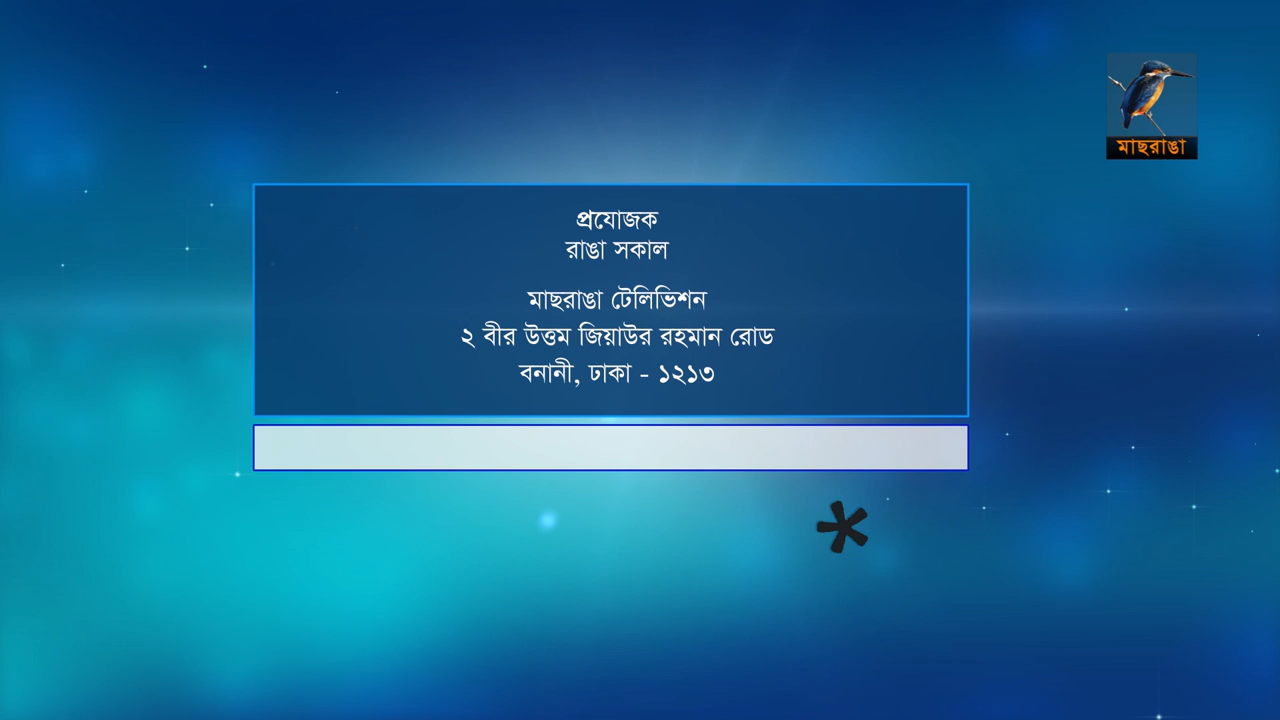 মাছরাঙা
প্রযোজক
রাঙা সকাল
মাছরাঙা টেলিভিশন
২ বীর উত্তম জিয়াউর রহমান রোড
বনানী, ঢাকা - ১২১৩
*